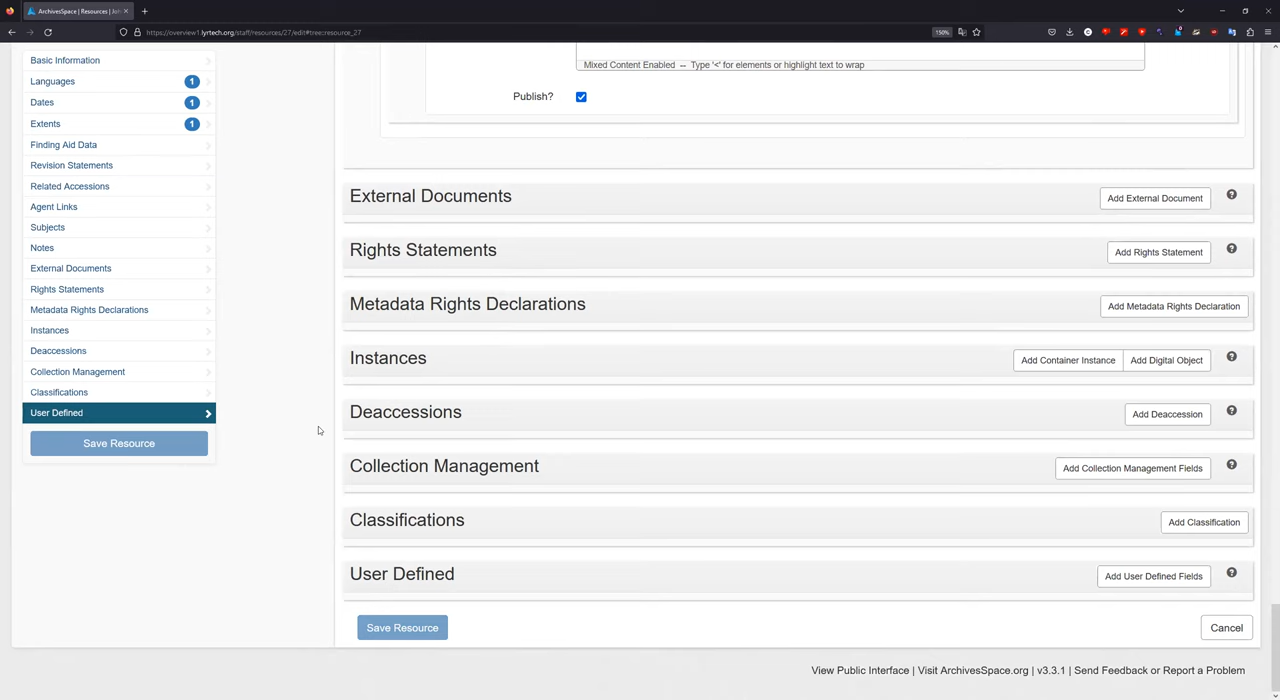 ArchivesSpace | Resources | Jan
https://overview1.lyrtech.org/staff/resources/27/edit#tree:resource_27
150%
Basic Information
Languages 1
Dates 1
Extents 1
Finding Aid Data
Revision Statements
Related Accessions
Agent Links
Subjects
Notes
External Documents
Rights Statements
Metadata Rights Declarations
Instances
Deaccessions
Collection Management
Classifications
User Defined
Save Resource
Mixed Content Enabled -- Type '<' for elements or highlight text to wrap
Publish?
External Documents Add External Document
Rights Statements Add Rights Statement
Metadata Rights Declarations Add Metadata Rights Declaration
Instances Add Container Instance Add Digital Object
Deaccessions Add Deaccession
Collection Management Add Collection Management Fields
Classifications Add Classification
User Defined Add User Defined Fields
Save Resource Cancel
View Public Interface | Visit ArchivesSpace.org | v3.3.1 | Send Feedback or Report a Problem